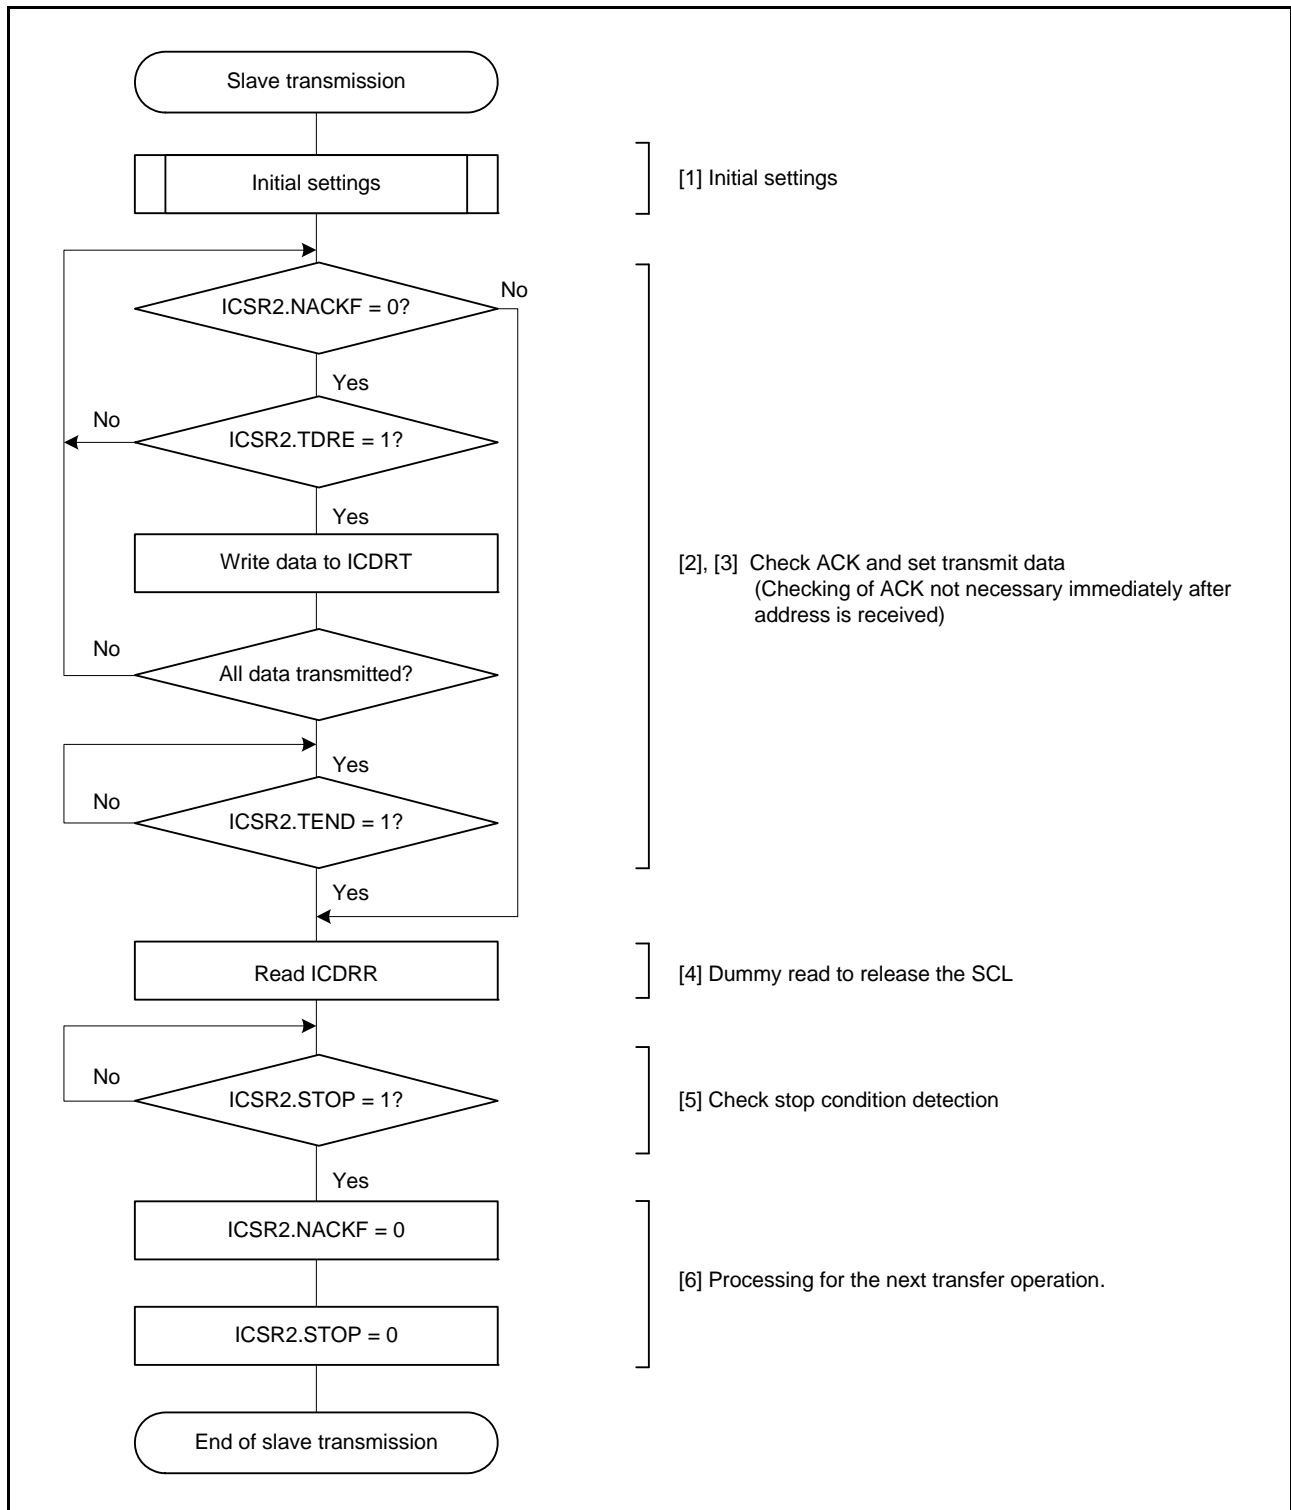 Slave transmission
Initial settings
[1] Initial settings
ICSR2.NACKF = 0?
No
Yes
No
ICSR2.TDRE = 1?
Yes
Write data to ICDRT
[2], [3]  Check ACK and set transmit data
(Checking of ACK not necessary immediately after
address is received)
No
All data transmitted?
Yes
No
ICSR2.TEND = 1?
Yes
Read ICDRR
[4] Dummy read to release the SCL
No
ICSR2.STOP = 1?
[5] Check stop condition detection
Yes
ICSR2.NACKF = 0
[6] Processing for the next transfer operation.
ICSR2.STOP = 0
End of slave transmission